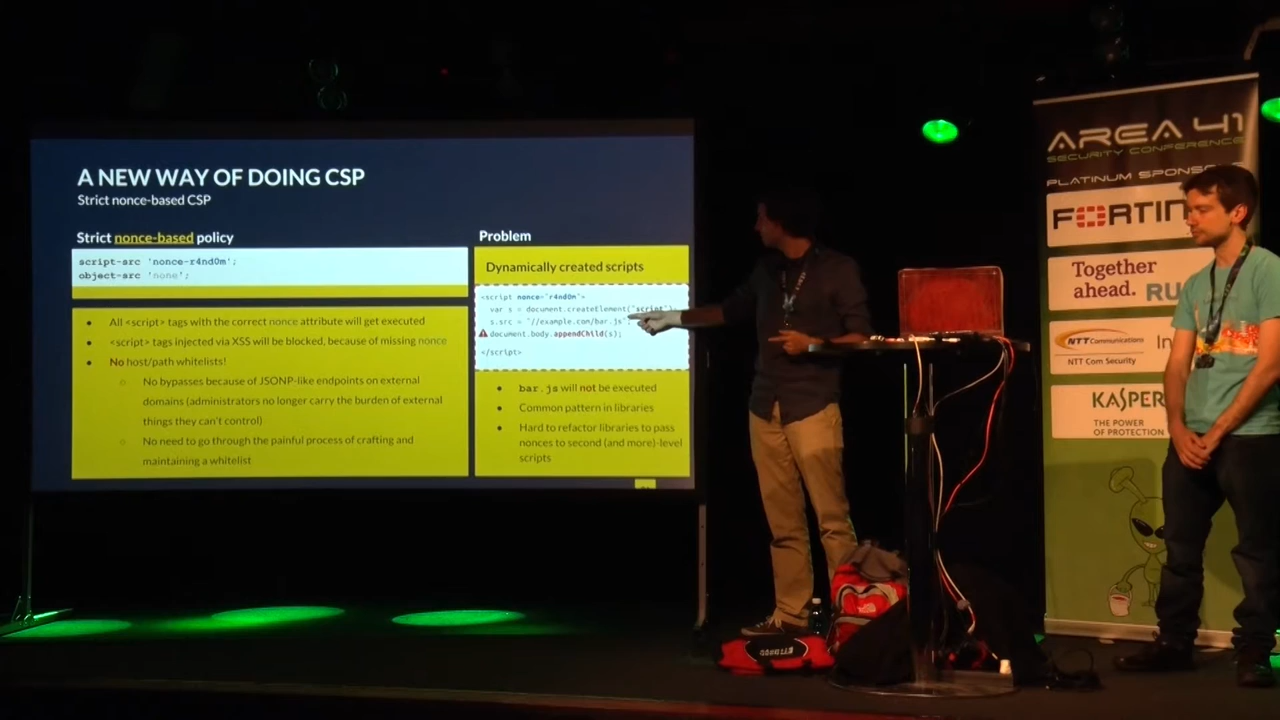 A NEW WAY OF DOING CSP
Strict nonce-based CSP
Strict nonce-based policy
script-src 'nonce-r4nd0m';
object-src 'none';
All <script> tags with the correct nonce attribute will get executed
<script> tags injected via XSS will be blocked, because of missing nonce
No host/path whitelists!
No bypasses because of JSONP-like endpoints on external
domains (administrators no longer carry the burden of external
things they can't control)
No need to go through the painful process of crafting and
maintaining a whitelist
Problem
Dynamically created scripts
<script nonce="r4nd0m">
var s = document.createElement("script");
s.src = "//example.com/bar.js";
document.body.appendChild(s);
</script>
bar.js will not be executed
Common pattern in libraries
Hard to refactor libraries to pass
nonces to second (and more)-level
scripts
AREA 41
SECURITY CONFERENCE
PLATINUM SPONSO
FORTIN
Together
ahead. RU
NTT Communications
NTT Com Security
In
KASPER
THE POWER
OF PROTECTION